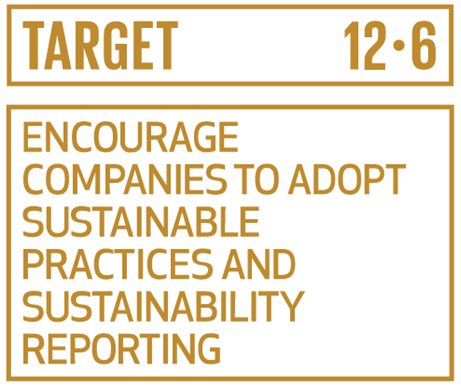 TARGET 12·6
ENCOURAGE
COMPANIES TO ADOPT
SUSTAINABLE
PRACTICES AND
SUSTAINABILITY
REPORTING